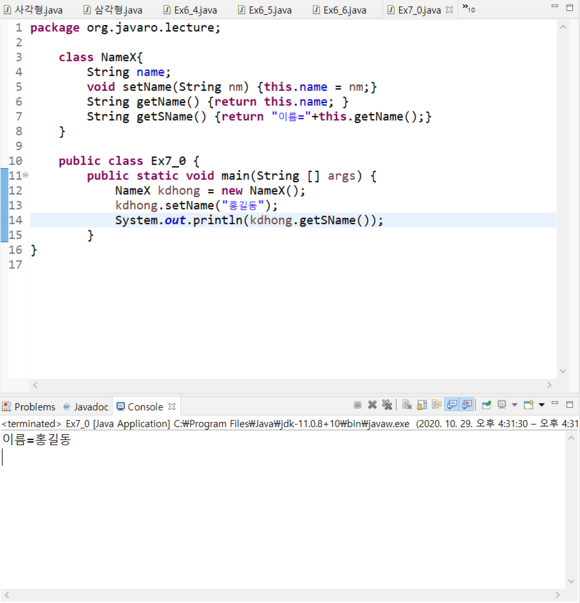 사각형.java 삼각형.java Ex6_4.java Ex6_5.java Ex6_6.java Ex7_0.java »10
1 package org.javaro.lecture;
2
3 class NameX{
4 String name;
5 void setName(String nm) {this.name = nm;}
6 String getName() {return this.name; }
7 String getSName() {return "이름="+this.getName();}
8 }
9
10 public class Ex7_0 {
11 public static void main(String [] args) {
12 NameX kdhong = new NameX();
13 kdhong.setName("홍길동");
14 System.out.println(kdhong.getSName());
15 }
16 }
17
Problems @ Javadoc Console
<terminated> Ex7_0 [Java Application] C:₩Program Files₩Java₩jdk-11.0.8+10₩bin₩javaw.exe (2020. 10. 29. 오후 4:31:30 – 오후 4:31
이름=홍길동